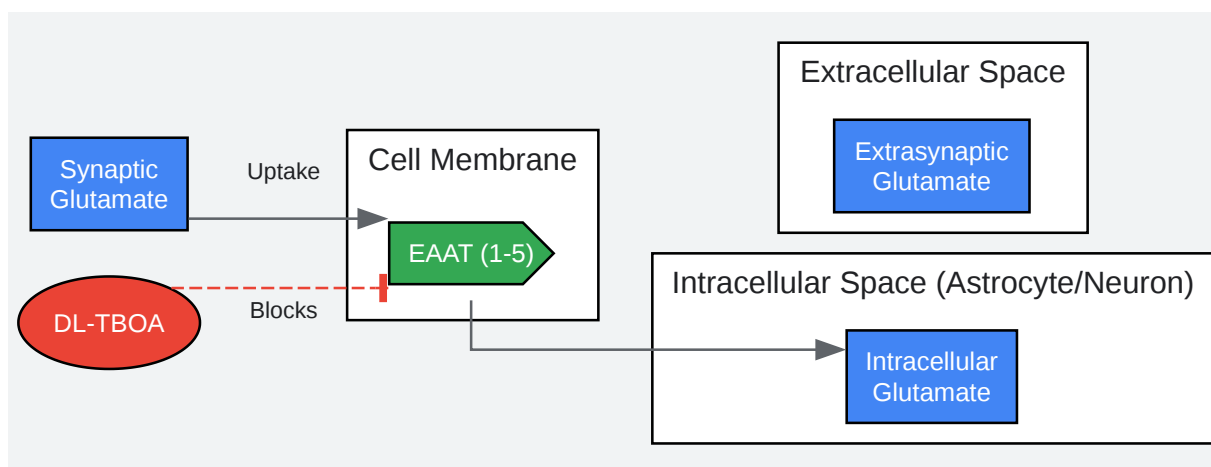 Extracellular Space
Extrasynaptic
Glutamate
Synaptic
Glutamate
Uptake
Cell Membrane
EAAT (1-5)
DL-TBOA
Blocks
Intracellular Space (Astrocyte/Neuron)
Intracellular
Glutamate